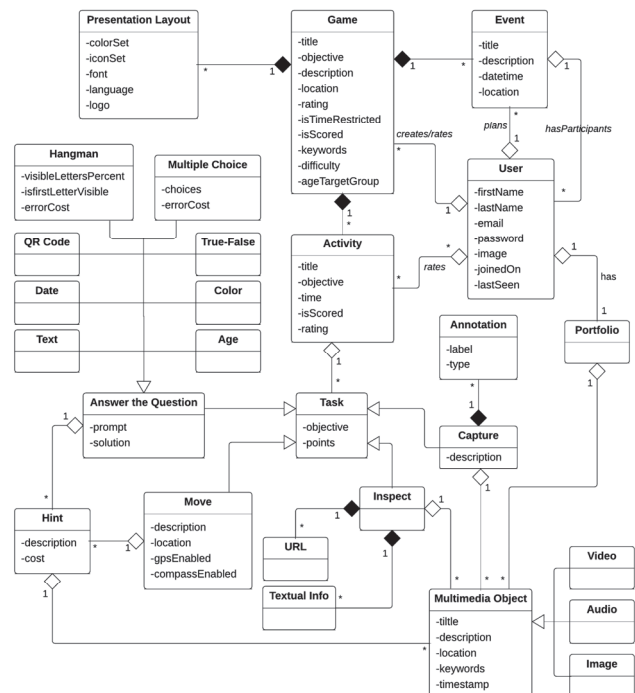 Presentation Layout
-colorSet
-iconSet
-font
-language
-logo
*
1
Game
-title
-objective
-description
-location
-rating
-isTimeRestricted
-isScored
-keywords
-difficulty
-ageTargetGroup
1
*
Event
-title
-description
-datetime
-location
1
*
plans
1
hasParticipants
*
creates/rates
*
1
User
-firstName
-lastName
-email
-password
-image
-joinedOn
-lastSeen
Hangman
-visibleLettersPercent
-isfirstLetterVisible
-errorCost
Multiple Choice
-choices
-errorCost
QR Code
True-False
Date
Color
Text
Age
1
*
Activity
-title
-objective
-time
-isScored
-rating
*
rates
*
1
has
1
Portfolio
1
1
*
Annotation
-label
-type
*
1
Capture
-description
1
Answer the Question
-prompt
-solution
1
*
Task
-objective
-points
Hint
-description
-cost
*
1
1
Move
-description
-location
-gpsEnabled
-compassEnabled
Inspect
1
1
1
*
URL
Textual Info
*
*
*
*
*
Multimedia Object
-tiltle
-description
-location
-keywords
-timestamp
Video
Audio
Image